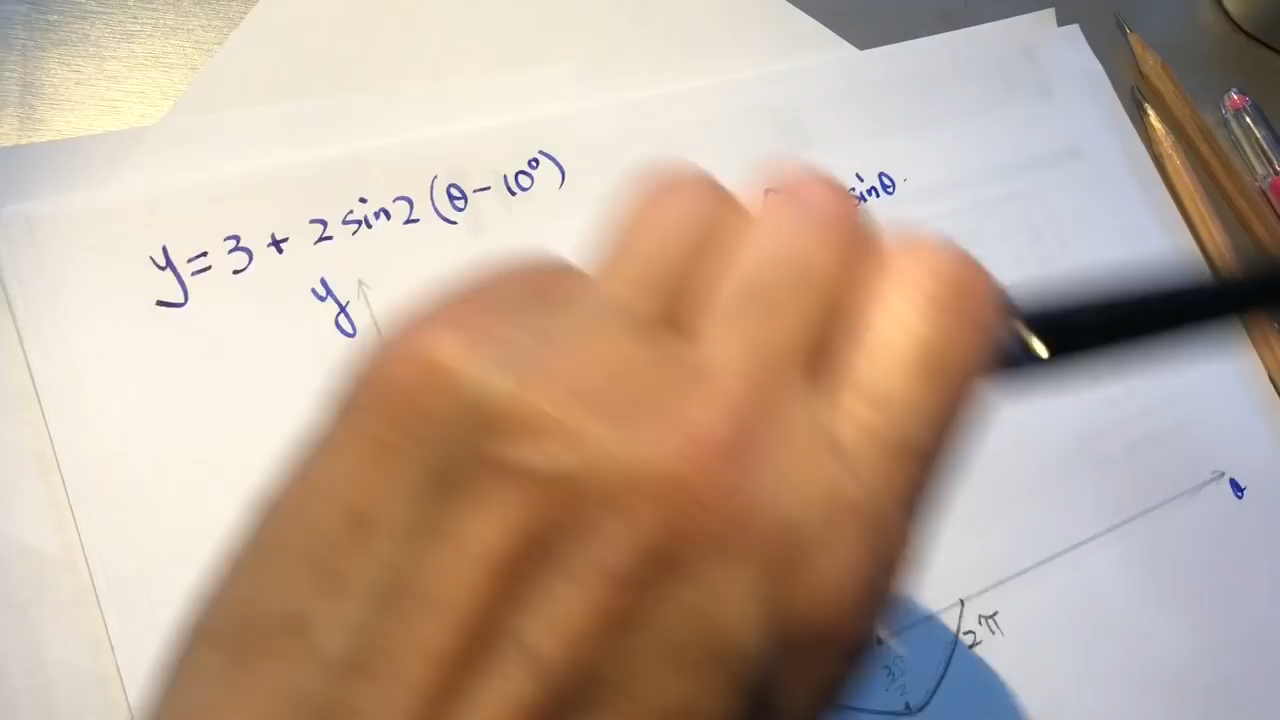 y = 3 + 2 sin 2 (θ - 10°)
sinθ
y
θ
2π